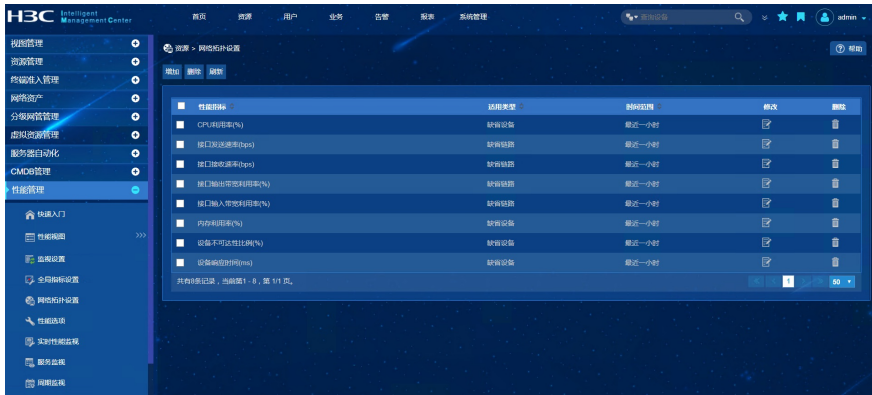 H3C Intelligent Management Center
首页 资源 用户 业务 告警 报表 系统管理
查询设备
admin
视图管理
资源管理
终端准入管理
网络资产
分级网管管理
虚拟资源管理
服务器自动化
CMDB管理
性能管理
快速入门
性能视图 >>>
监视设置
全局指标设置
网络拓扑设置
性能选项
实时性能监视
服务监视
周期监视
资源 > 网络拓扑设置
帮助
增加 删除 刷新
性能指标 适用类型 时间范围 修改 删除
CPU利用率(%) 缺省设备 最近一小时
接口发送速率(bps) 缺省链路 最近一小时
接口接收速率(bps) 缺省链路 最近一小时
接口输出带宽利用率(%) 缺省链路 最近一小时
接口输入带宽利用率(%) 缺省链路 最近一小时
内存利用率(%) 缺省设备 最近一小时
设备不可达性比例(%) 缺省设备 最近一小时
设备响应时间(ms) 缺省设备 最近一小时
共有8条记录，当前第1 - 8，第 1/1 页。
1 50